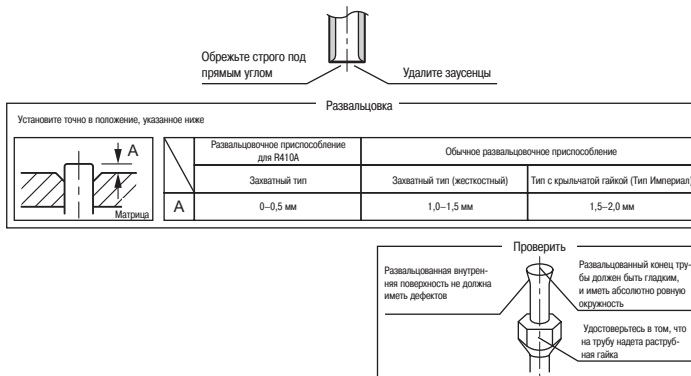 Обрежьте строго под
прямым углом
Удалите заусенцы
Развальцовка
Установите точно в положение, указанное ниже
A
Матрица
Развальцовочное приспособление
для R410A
Обычное развальцовочное приспособление
Захватный тип
Захватный тип (жесткостный)
Тип с крыльчатой гайкой (Тип Империал)
A
0–0,5 мм
1,0–1,5 мм
1,5–2,0 мм
Проверить
Развальцованная внутрен-
няя поверхность не должна
иметь дефектов
Развальцованный конец тру-
бы должен быть гладким,
и иметь абсолютно ровную
окружность
Удостоверьтесь в том, что
на трубу надета раструб-
ная гайка